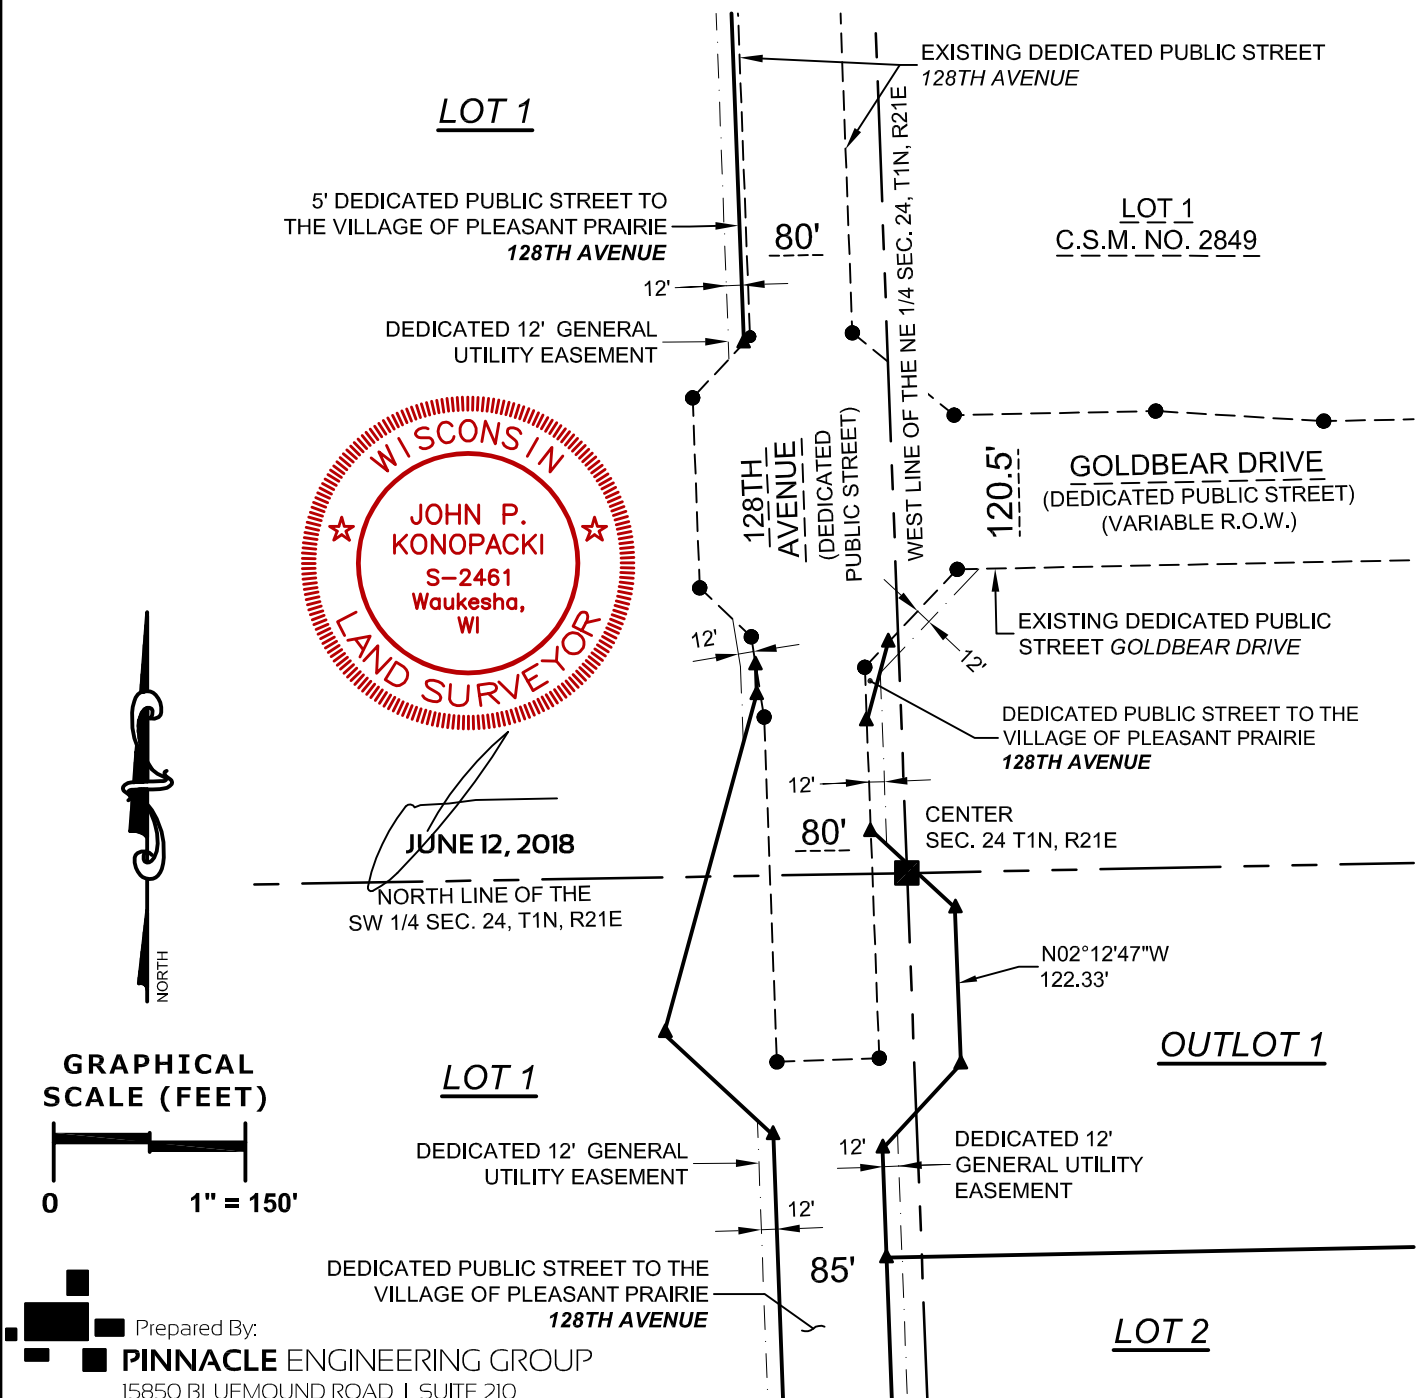 EXISTING DEDICATED PUBLIC STREET
128TH AVENUE
LOT 1
5' DEDICATED PUBLIC STREET TO
THE VILLAGE OF PLEASANT PRAIRIE
128TH AVENUE
80'
WEST LINE OF THE NE 1/4 SEC. 24, T1N, R21E
LOT 1
C.S.M. NO. 2849
12'
DEDICATED 12' GENERAL
UTILITY EASEMENT
WISCONSIN
JOHN P.
KONOPACKI
S-2461
Waukesha,
WI
LAND SURVEYOR
128TH
AVENUE
(DEDICATED
PUBLIC STREET)
120.5'
GOLDBEAR DRIVE
(DEDICATED PUBLIC STREET)
(VARIABLE R.O.W.)
12'
12'
EXISTING DEDICATED PUBLIC
STREET GOLDBEAR DRIVE
DEDICATED PUBLIC STREET TO THE
VILLAGE OF PLEASANT PRAIRIE
128TH AVENUE
12'
80'
CENTER
SEC. 24 T1N, R21E
JUNE 12, 2018
NORTH LINE OF THE
SW 1/4 SEC. 24, T1N, R21E
NORTH
N02°12'47"W
122.33'
OUTLOT 1
GRAPHICAL
SCALE (FEET)
0
1" = 150'
LOT 1
DEDICATED 12' GENERAL
UTILITY EASEMENT
12'
DEDICATED 12'
GENERAL UTILITY
EASEMENT
12'
85'
DEDICATED PUBLIC STREET TO THE
VILLAGE OF PLEASANT PRAIRIE
128TH AVENUE
LOT 2
Prepared By:
PINNACLE ENGINEERING GROUP
15850 BLUEMOUND ROAD | SUITE 210